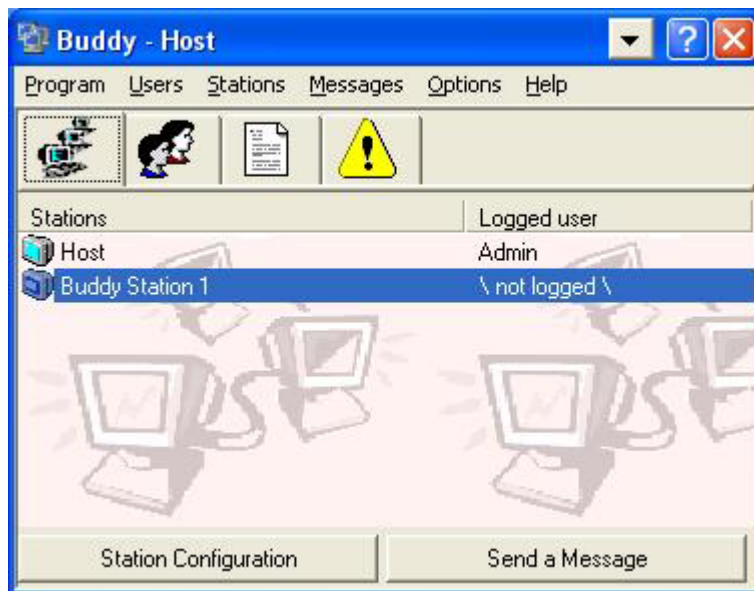 Buddy - Host
Program Users Stations Messages Options Help
Stations Logged user
Host Admin
Buddy Station 1 \ not logged \
Station Configuration Send a Message